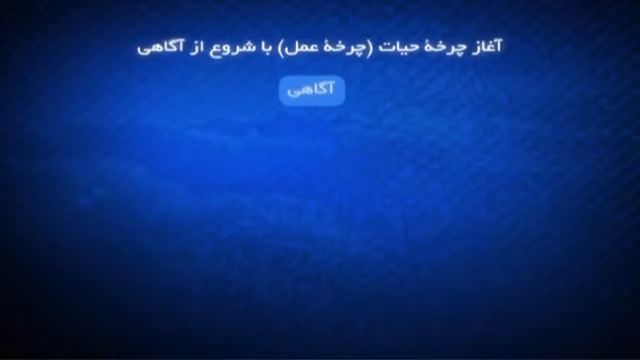 آغاز چرخهٔ حیات (چرخهٔ عمل) با شروع از آگاهی
آگاهی